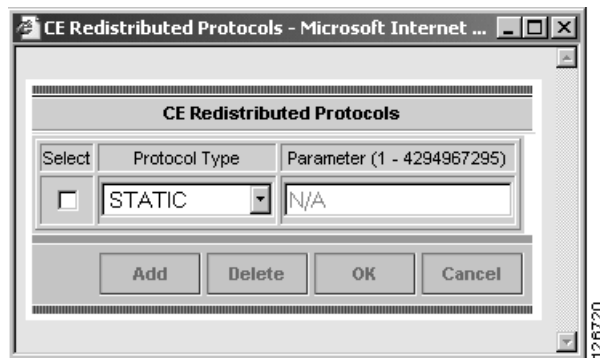 CE Redistributed Protocols - Microsoft Internet ...
CE Redistributed Protocols
Select Protocol Type Parameter (1 - 4294967295)
STATIC N/A
Add Delete OK Cancel
126720